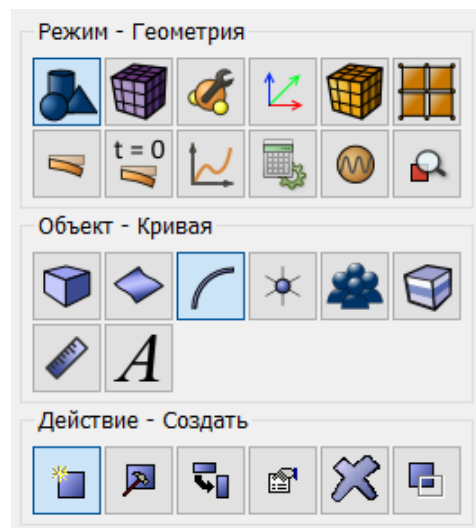 Режим - Геометрия
t = 0
Объект - Кривая
A
Действие - Создать